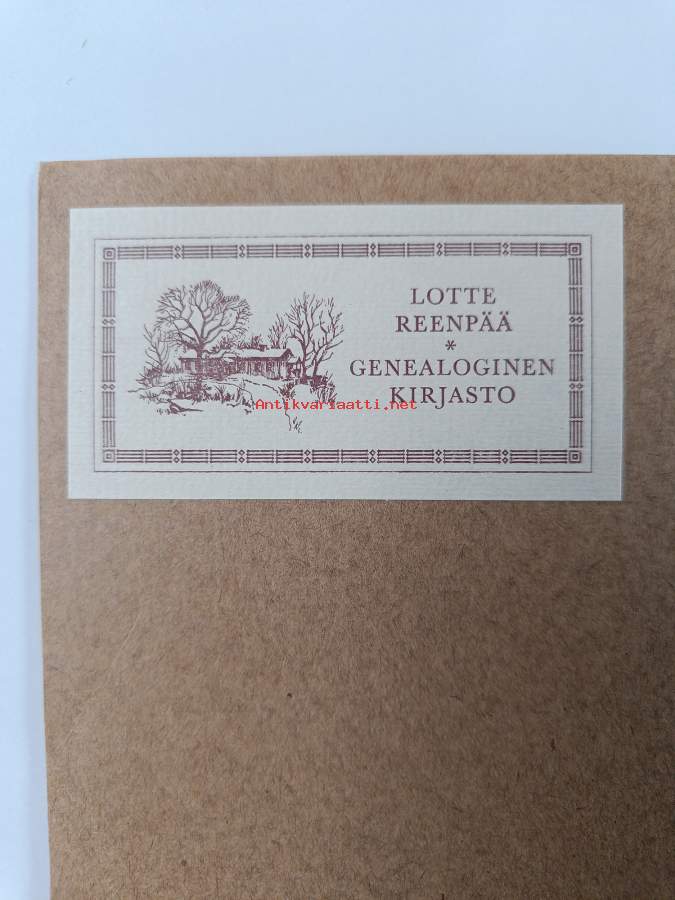 LOTTE
REENPÄÄ
*
GENEALOGINEN
KIRJASTO
Antikvariaatti.net